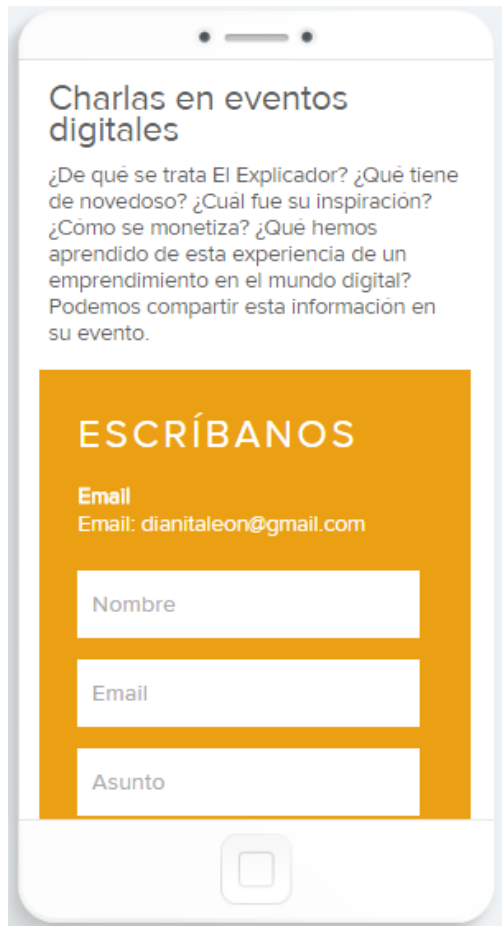 Charlas en eventos
digitales
¿De qué se trata El Explicador? ¿Qué tiene
de novedoso? ¿Cuál fue su inspiración?
¿Cómo se monetiza? ¿Qué hemos
aprendido de esta experiencia de un
emprendimiento en el mundo digital?
Podemos compartir esta información en
su evento.
ESCRÍBANOS
Email
Email: dianitaleon@gmail.com
Nombre
Email
Asunto